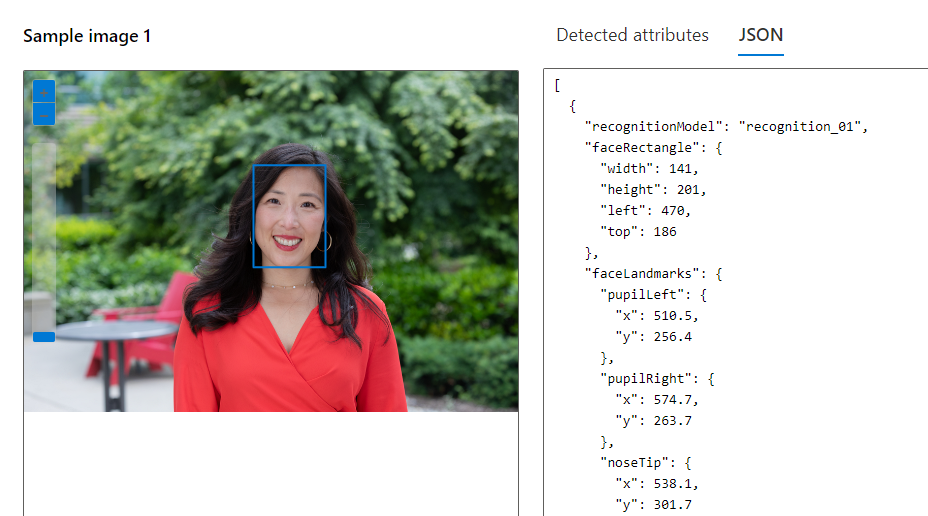 Sample image 1
Detected attributes JSON
[
{
"recognitionModel": "recognition_01",
"faceRectangle": {
"width": 141,
"height": 201,
"left": 470,
"top": 186
},
"faceLandmarks": {
"pupilLeft": {
"x": 510.5,
"y": 256.4
},
"pupilRight": {
"x": 574.7,
"y": 263.7
},
"noseTip": {
"x": 538.1,
"y": 301.7